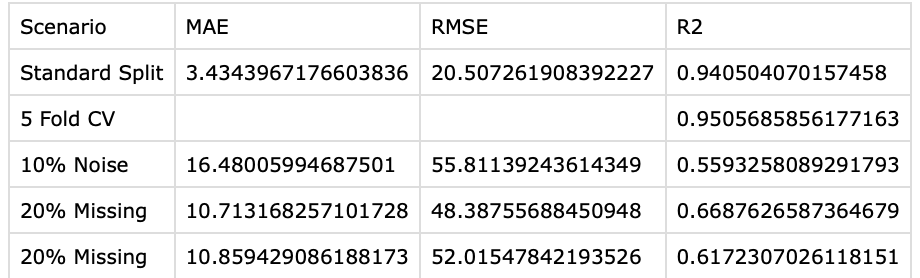 Scenario MAE RMSE R2
Standard Split 3.4343967176603836 20.507261908392227 0.940504070157458
5 Fold CV 0.9505685856177163
10% Noise 16.48005994687501 55.81139243614349 0.5593258089291793
20% Missing 10.713168257101728 48.38755688450948 0.6687626587364679
20% Missing 10.859429086188173 52.01547842193526 0.6172307026118151